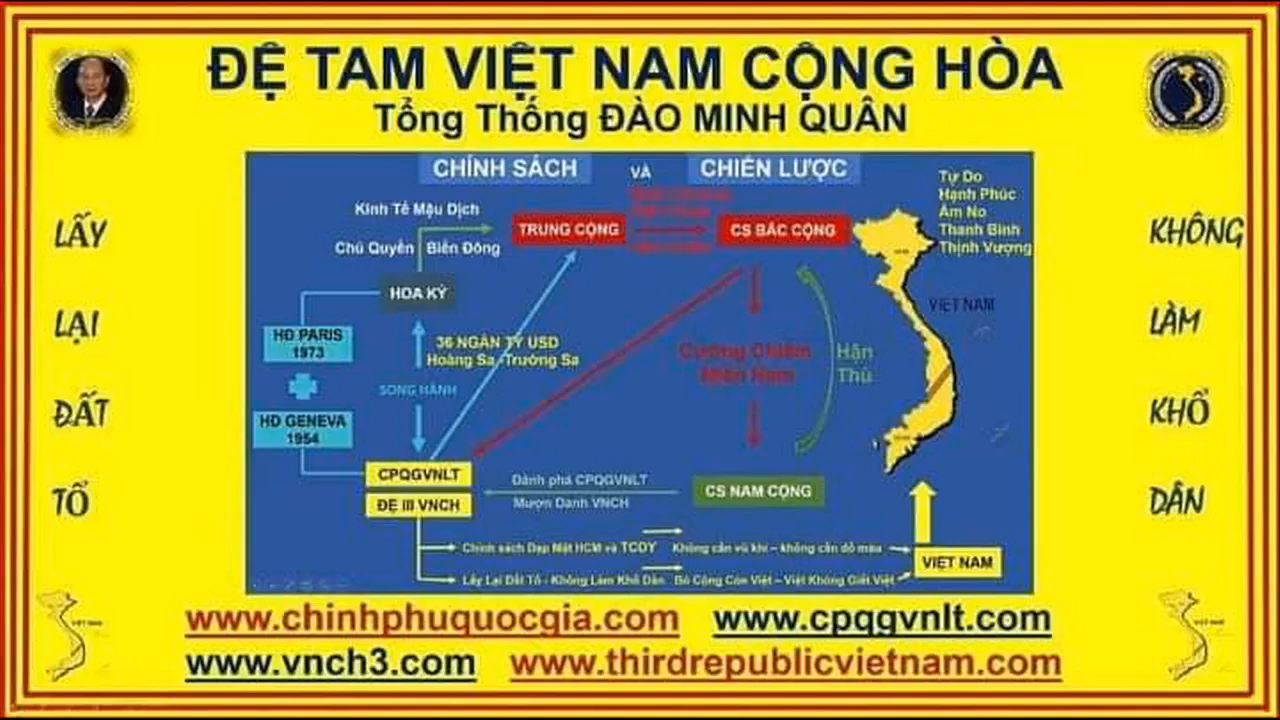 ĐỆ TAM VIỆT NAM CỘNG HÒA
Tổng Thống ĐÀO MINH QUÂN
CHÍNH SÁCH VÀ CHIẾN LƯỢC
Tự Do
Hạnh Phúc
Ấm No
Thanh Bình
Thịnh Vượng
Kinh Tế Mậu Dịch
Chủ Quyền Biển Đông
TRUNG CỘNG
CS BẮC CỘNG
HOA KỲ
VIỆT NAM
HĐ PARIS
1973
36 NGÀN TỶ USD
Hoàng Sa Trường Sa
SONG HÀNH
Cưỡng Chiếm
Miền Nam
Hận
Thù
HĐ GENEVA
1954
CPQGVNLT
ĐỆ III VNCH
Đánh phá CPQGVNLT
Mượn Danh VNCH
CS NAM CỘNG
Chính sách Dẹp Mật HCM và TCDY Không cần vũ khí – không cần đổ máu
Lấy Lại Đất Tổ - Không Làm Khổ Dân Bỏ Cộng Còn Việt – Việt Không Giết Việt
VIỆT NAM
LẤY
LẠI
ĐẤT
TỔ
KHÔNG
LÀM
KHỔ
DÂN
www.chinhphuquocgia.com www.cpqgvnlt.com
www.vnch3.com www.thirdrepublicvietnam.com